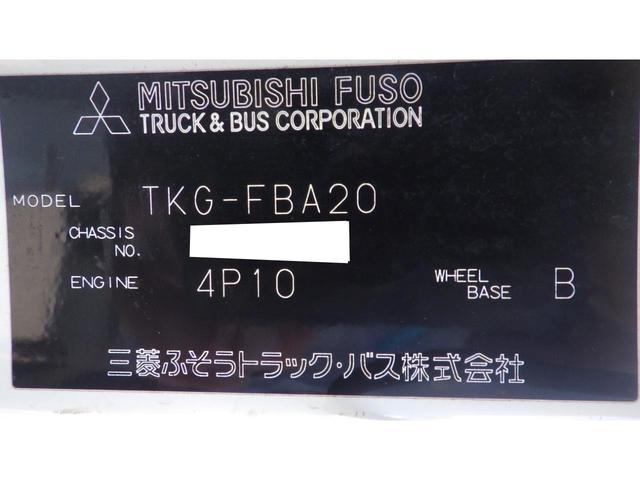 MITSUBISHI FUSO
TRUCK & BUS CORPORATION
MODEL TKG-FBA20
CHASSIS NO.
ENGINE 4P10 WHEEL BASE B
三菱ふそうトラック・バス株式会社